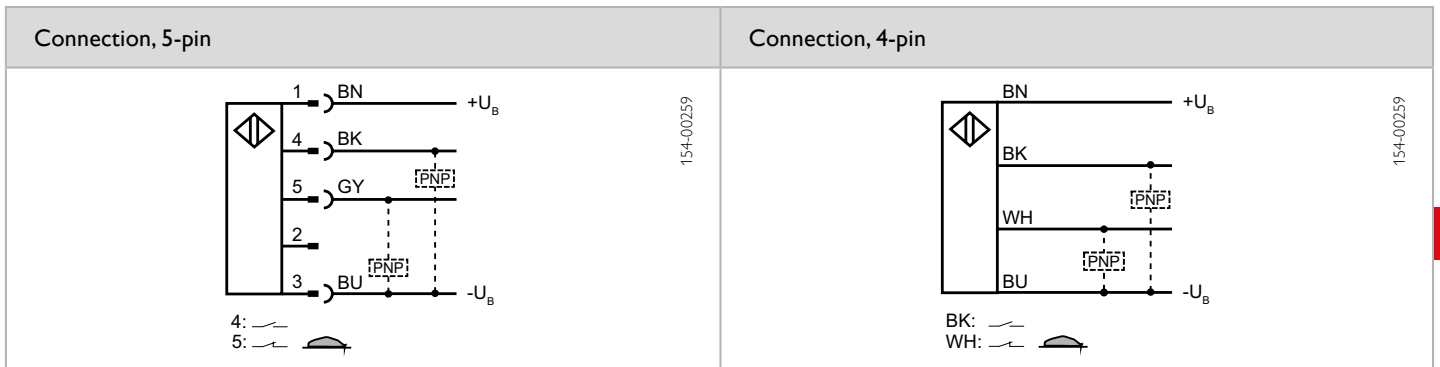 Connection, 5-pin
1 BN +U_B
4 BK
PNP
5 GY
2
PNP
3 BU -U_B
4:
5:
154-00259
Connection, 4-pin
BN +U_B
BK
PNP
WH
PNP
BU -U_B
BK:
WH:
154-00259